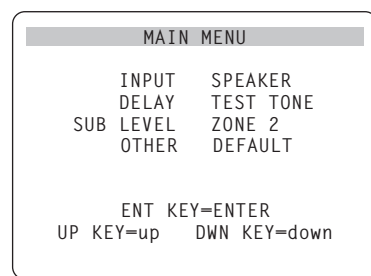 MAIN MENU
INPUT SPEAKER
DELAY TEST TONE
SUB LEVEL ZONE 2
OTHER DEFAULT
ENT KEY=ENTER
UP KEY=up DWN KEY=down